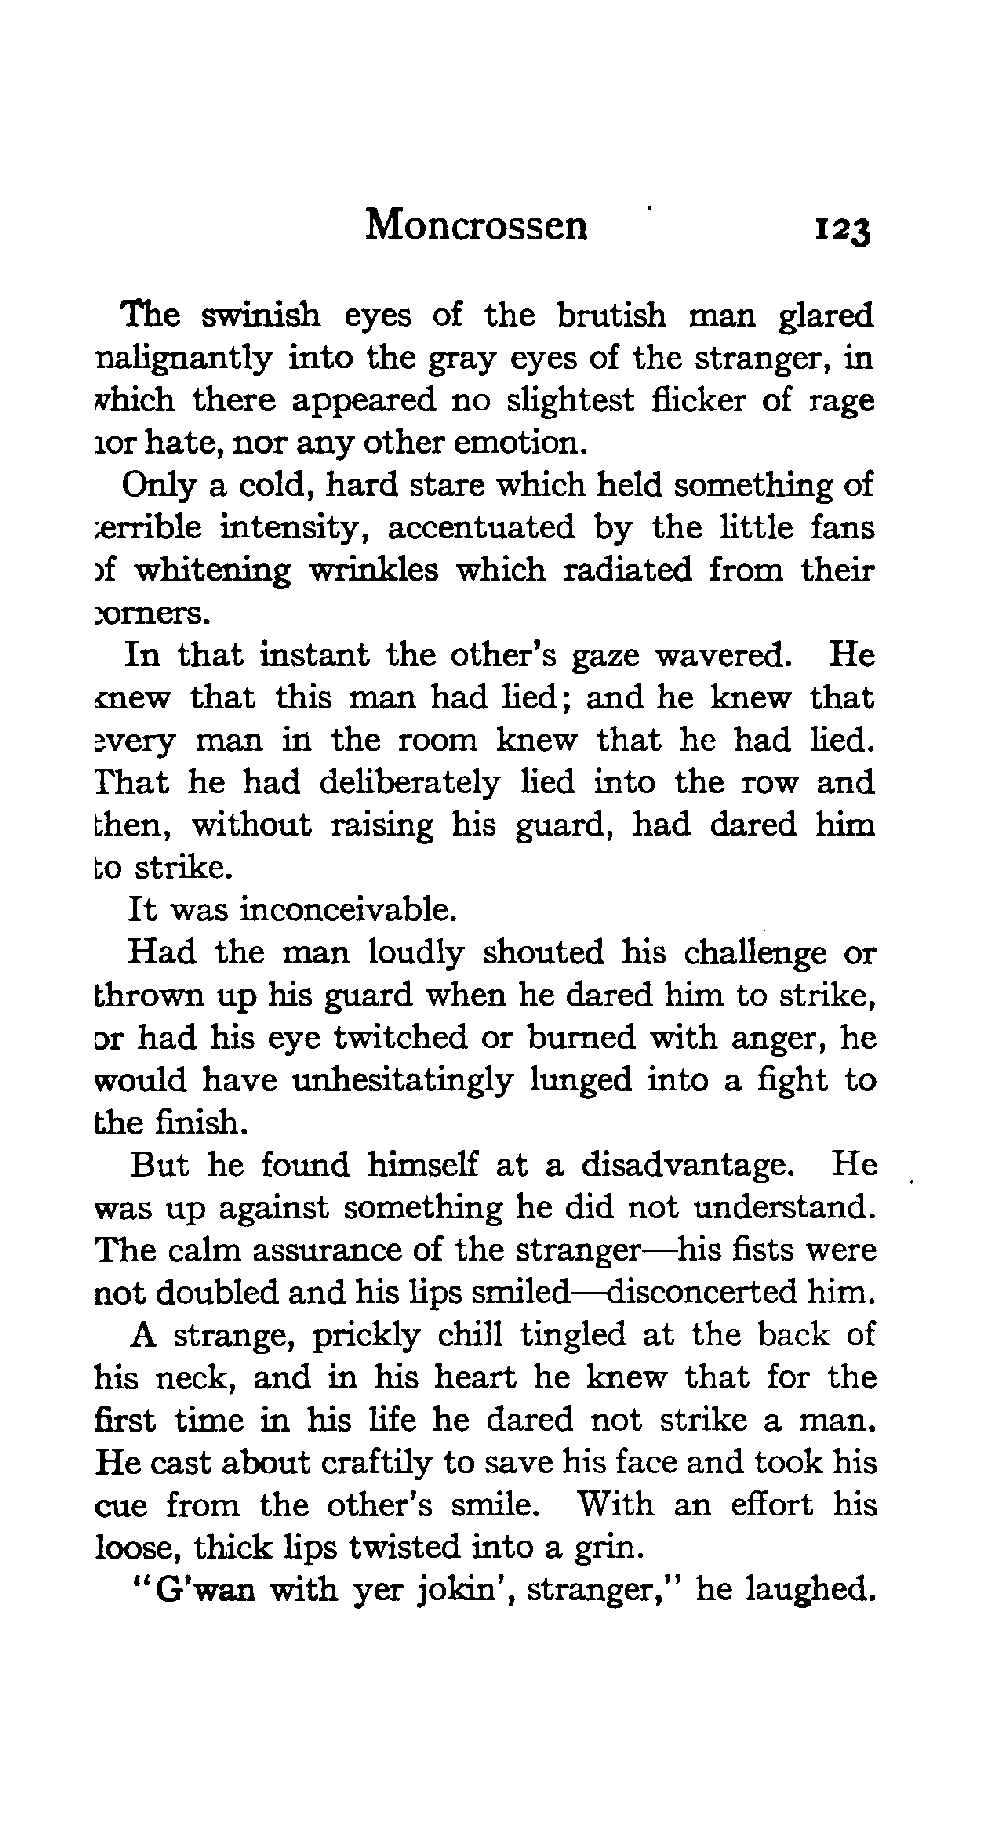 Moncrossen 123
The swinish eyes of the brutish man glared
malignantly into the gray eyes of the stranger, in
which there appeared no slightest flicker of rage
nor hate, nor any other emotion.
Only a cold, hard stare which held something of
terrible intensity, accentuated by the little fans
of whitening wrinkles which radiated from their
corners.
In that instant the other's gaze wavered. He
knew that this man had lied; and he knew that
every man in the room knew that he had lied.
That he had deliberately lied into the row and
then, without raising his guard, had dared him
to strike.
It was inconceivable.
Had the man loudly shouted his challenge or
thrown up his guard when he dared him to strike,
or had his eye twitched or burned with anger, he
would have unhesitatingly lunged into a fight to
the finish.
But he found himself at a disadvantage. He
was up against something he did not understand.
The calm assurance of the stranger—his fists were
not doubled and his lips smiled—disconcerted him.
A strange, prickly chill tingled at the back of
his neck, and in his heart he knew that for the
first time in his life he dared not strike a man.
He cast about craftily to save his face and took his
cue from the other's smile. With an effort his
loose, thick lips twisted into a grin.
"G'wan with yer jokin', stranger," he laughed.